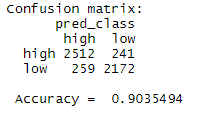 Confusion matrix:
pred_class
high low
high 2512 241
low 259 2172
Accuracy = 0.9035494